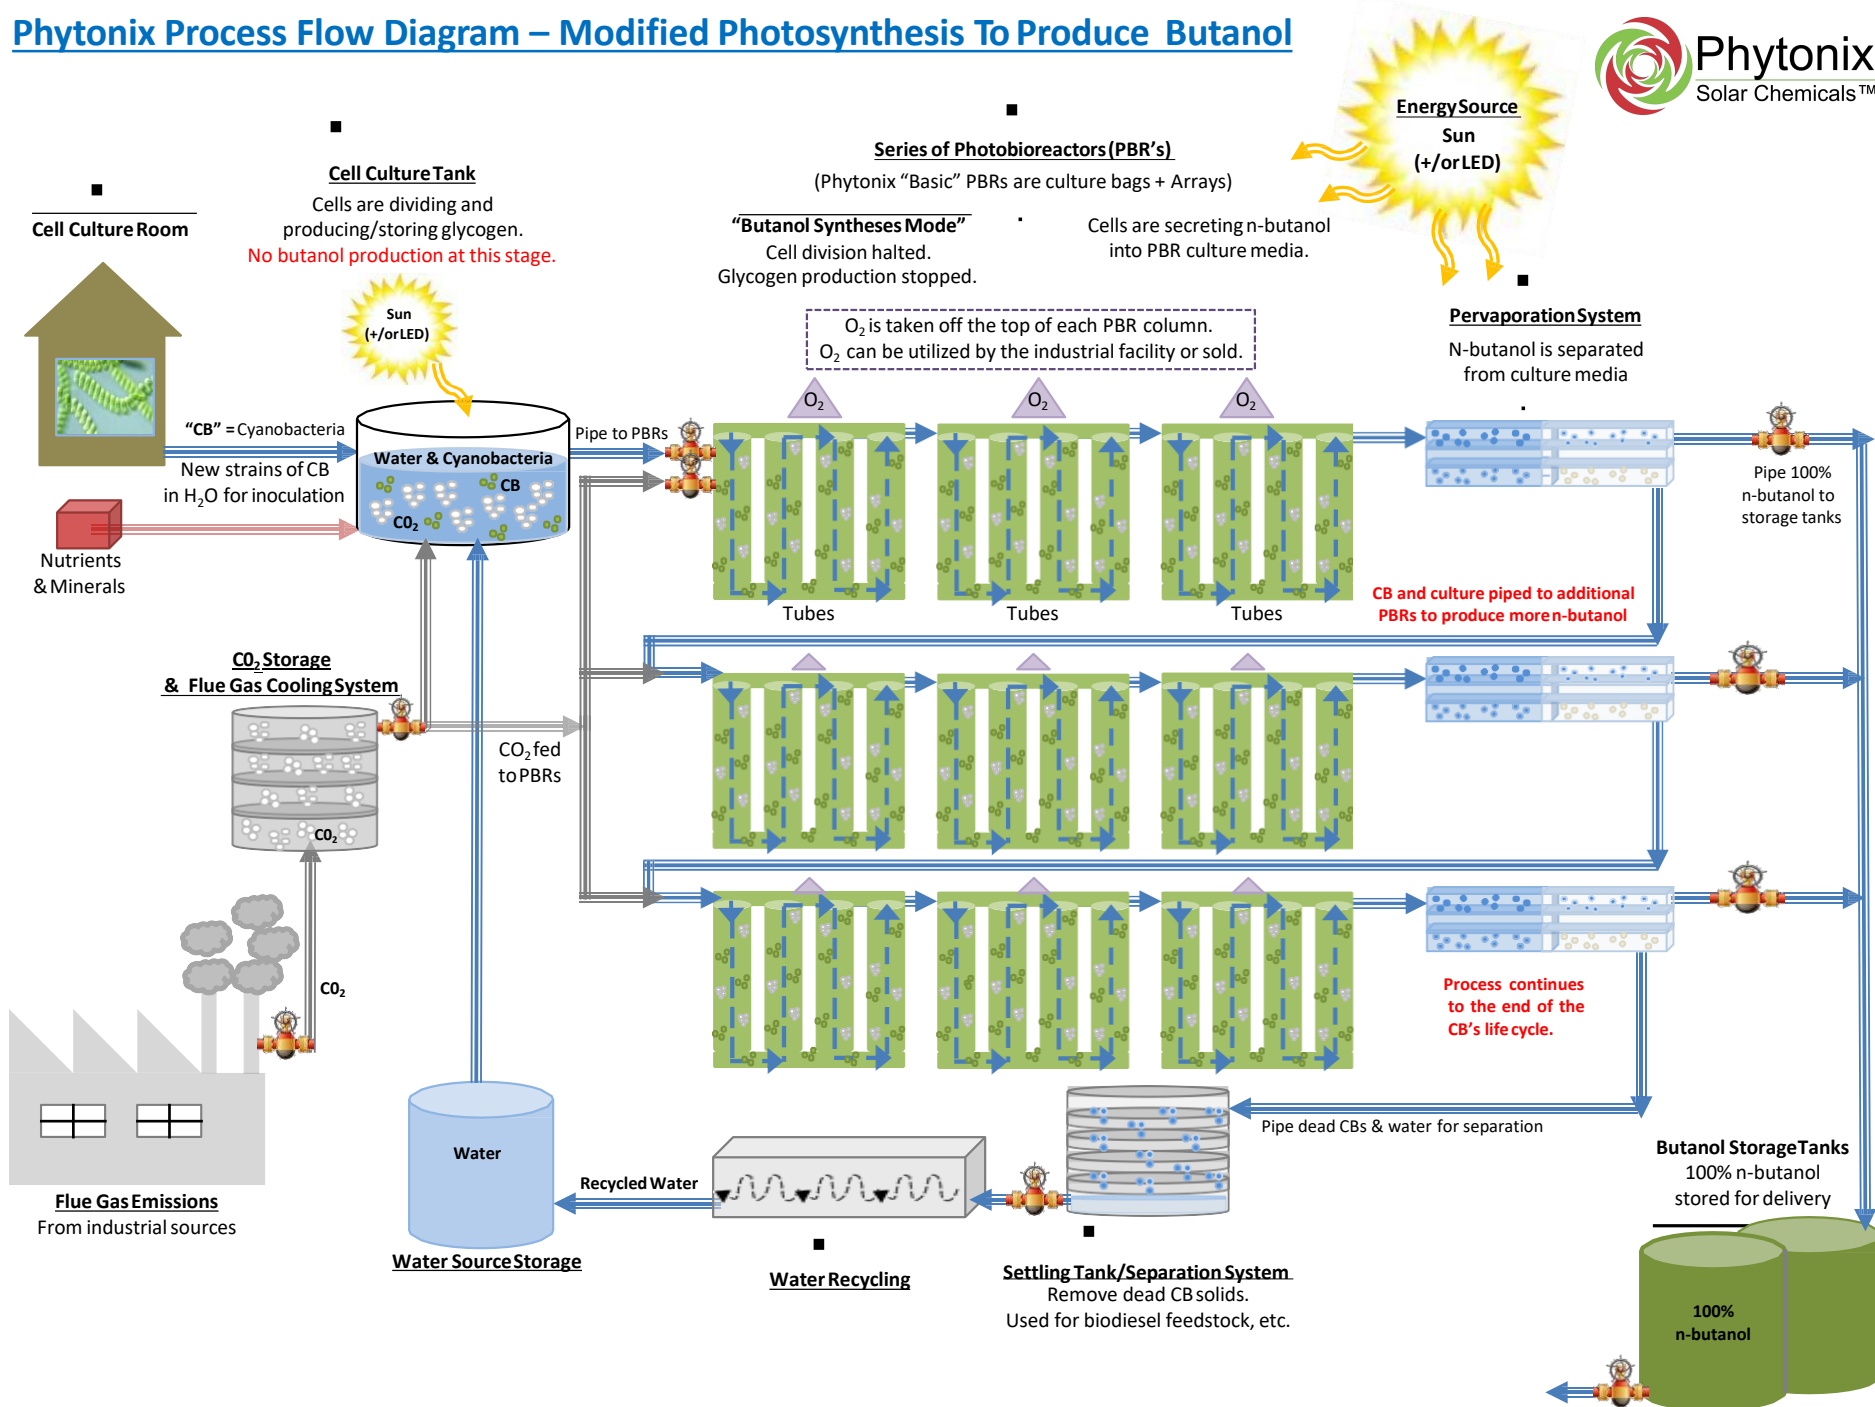 Phytonix Process Flow Diagram – Modified Photosynthesis To Produce Butanol
Phytonix
Solar Chemicals™
Energy Source
Sun
(+/or LED)
Cell Culture Room
Cell Culture Tank
Cells are dividing and
producing/storing glycogen.
No butanol production at this stage.
Sun
(+/or LED)
Series of Photobioreactors (PBR's)
(Phytonix “Basic” PBRs are culture bags + Arrays)
“Butanol Syntheses Mode”
Cell division halted.
Glycogen production stopped.
Cells are secreting n-butanol
into PBR culture media.
O₂ is taken off the top of each PBR column.
O₂ can be utilized by the industrial facility or sold.
Pervaporation System
N-butanol is separated
from culture media
O₂
O₂
O₂
“CB” = Cyanobacteria
New strains of CB
in H₂O for inoculation
Water & Cyanobacteria
CB
C0₂
Pipe to PBRs
Pipe 100%
n-butanol to
storage tanks
Nutrients
& Minerals
Tubes
Tubes
Tubes
CB and culture piped to additional
PBRs to produce more n-butanol
C0₂ Storage
& Flue Gas Cooling System
C0₂
CO₂ fed
to PBRs
C0₂
Process continues
to the end of the
CB's life cycle.
Flue Gas Emissions
From industrial sources
Water
Water Source Storage
Recycled Water
Water Recycling
Pipe dead CBs & water for separation
Settling Tank/Separation System
Remove dead CB solids.
Used for biodiesel feedstock, etc.
Butanol Storage Tanks
100% n-butanol
stored for delivery
100%
n-butanol